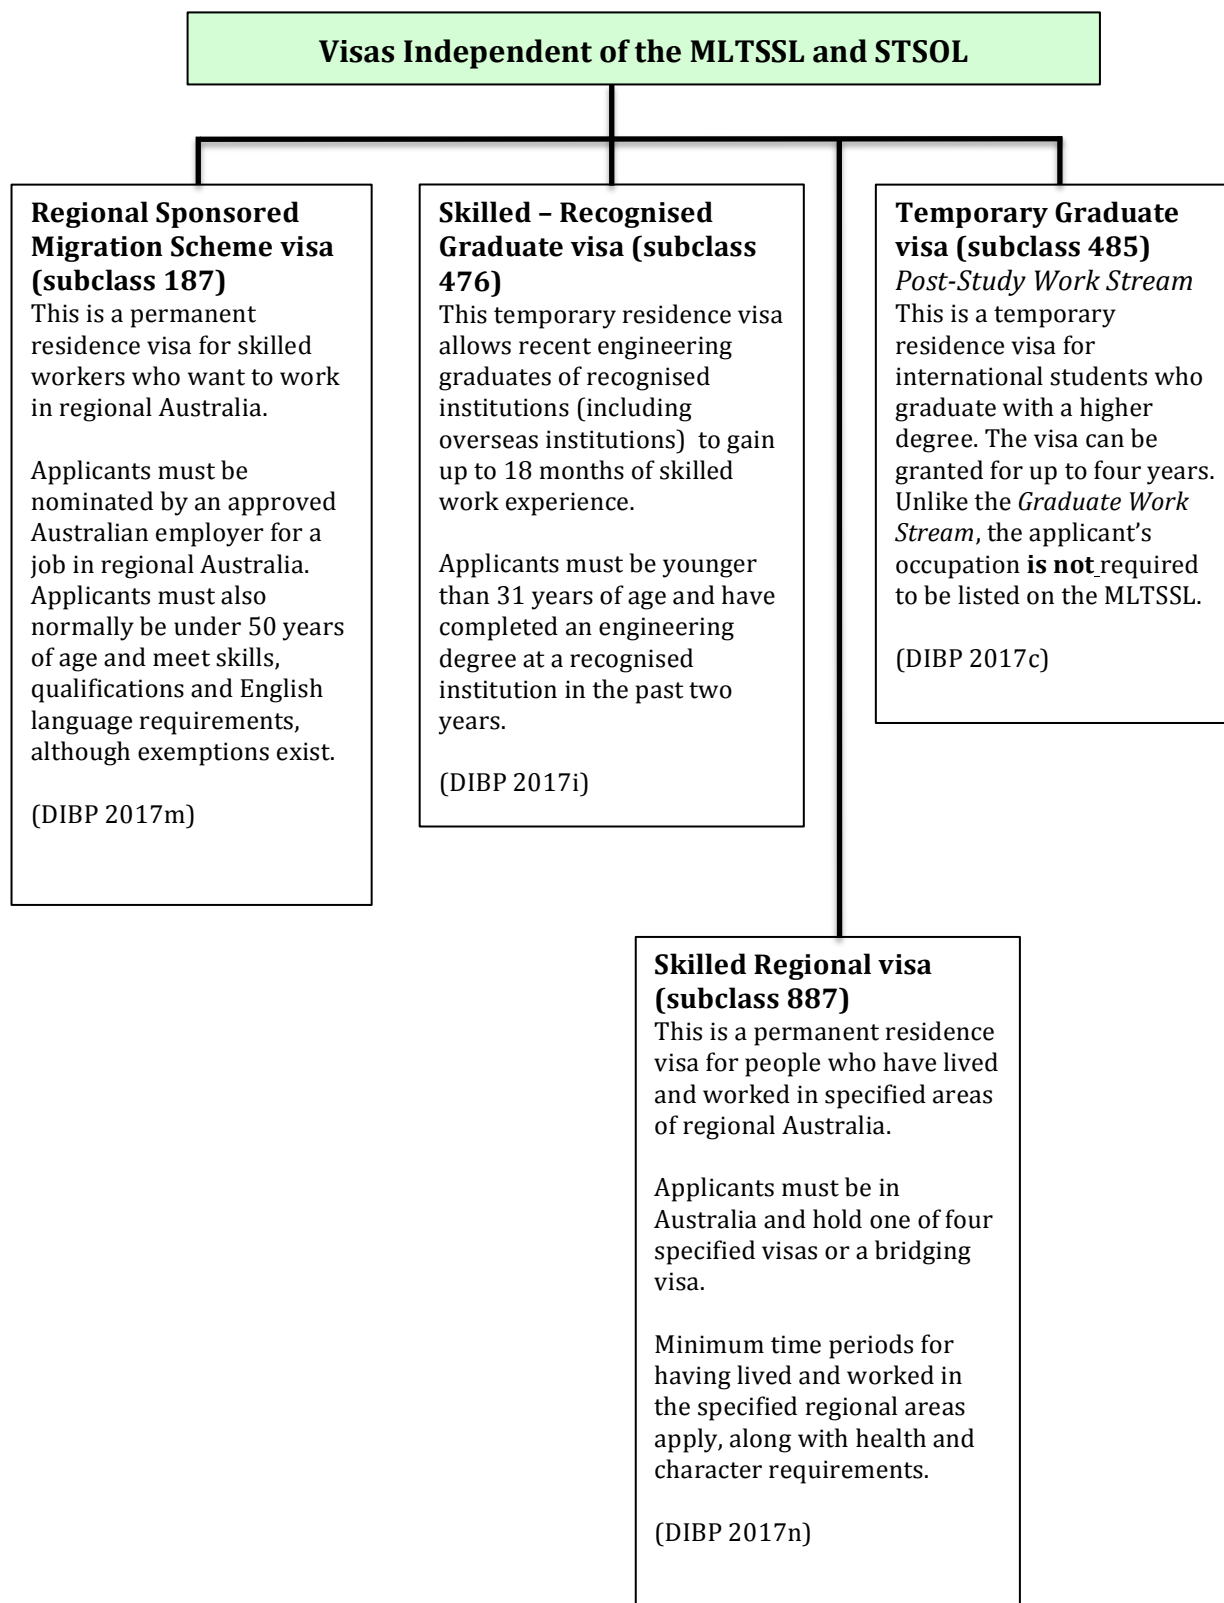 Visas Independent of the MLTSSL and STSOL
Regional Sponsored
Migration Scheme visa
(subclass 187)
This is a permanent
residence visa for skilled
workers who want to work
in regional Australia.
Applicants must be
nominated by an approved
Australian employer for a
job in regional Australia.
Applicants must also
normally be under 50 years
of age and meet skills,
qualifications and English
language requirements,
although exemptions exist.
(DIBP 2017m)
Skilled – Recognised
Graduate visa (subclass
476)
This temporary residence visa
allows recent engineering
graduates of recognised
institutions (including
overseas institutions)  to gain
up to 18 months of skilled
work experience.
Applicants must be younger
than 31 years of age and have
completed an engineering
degree at a recognised
institution in the past two
years.
(DIBP 2017i)
Temporary Graduate
visa (subclass 485)
Post-Study Work Stream
This is a temporary
residence visa for
international students who
graduate with a higher
degree. The visa can be
granted for up to four years.
Unlike the Graduate Work
Stream, the applicant’s
occupation is not required
to be listed on the MLTSSL.
(DIBP 2017c)
Skilled Regional visa
(subclass 887)
This is a permanent residence
visa for people who have lived
and worked in specified areas
of regional Australia.
Applicants must be in
Australia and hold one of four
specified visas or a bridging
visa.
Minimum time periods for
having lived and worked in
the specified regional areas
apply, along with health and
character requirements.
(DIBP 2017n)